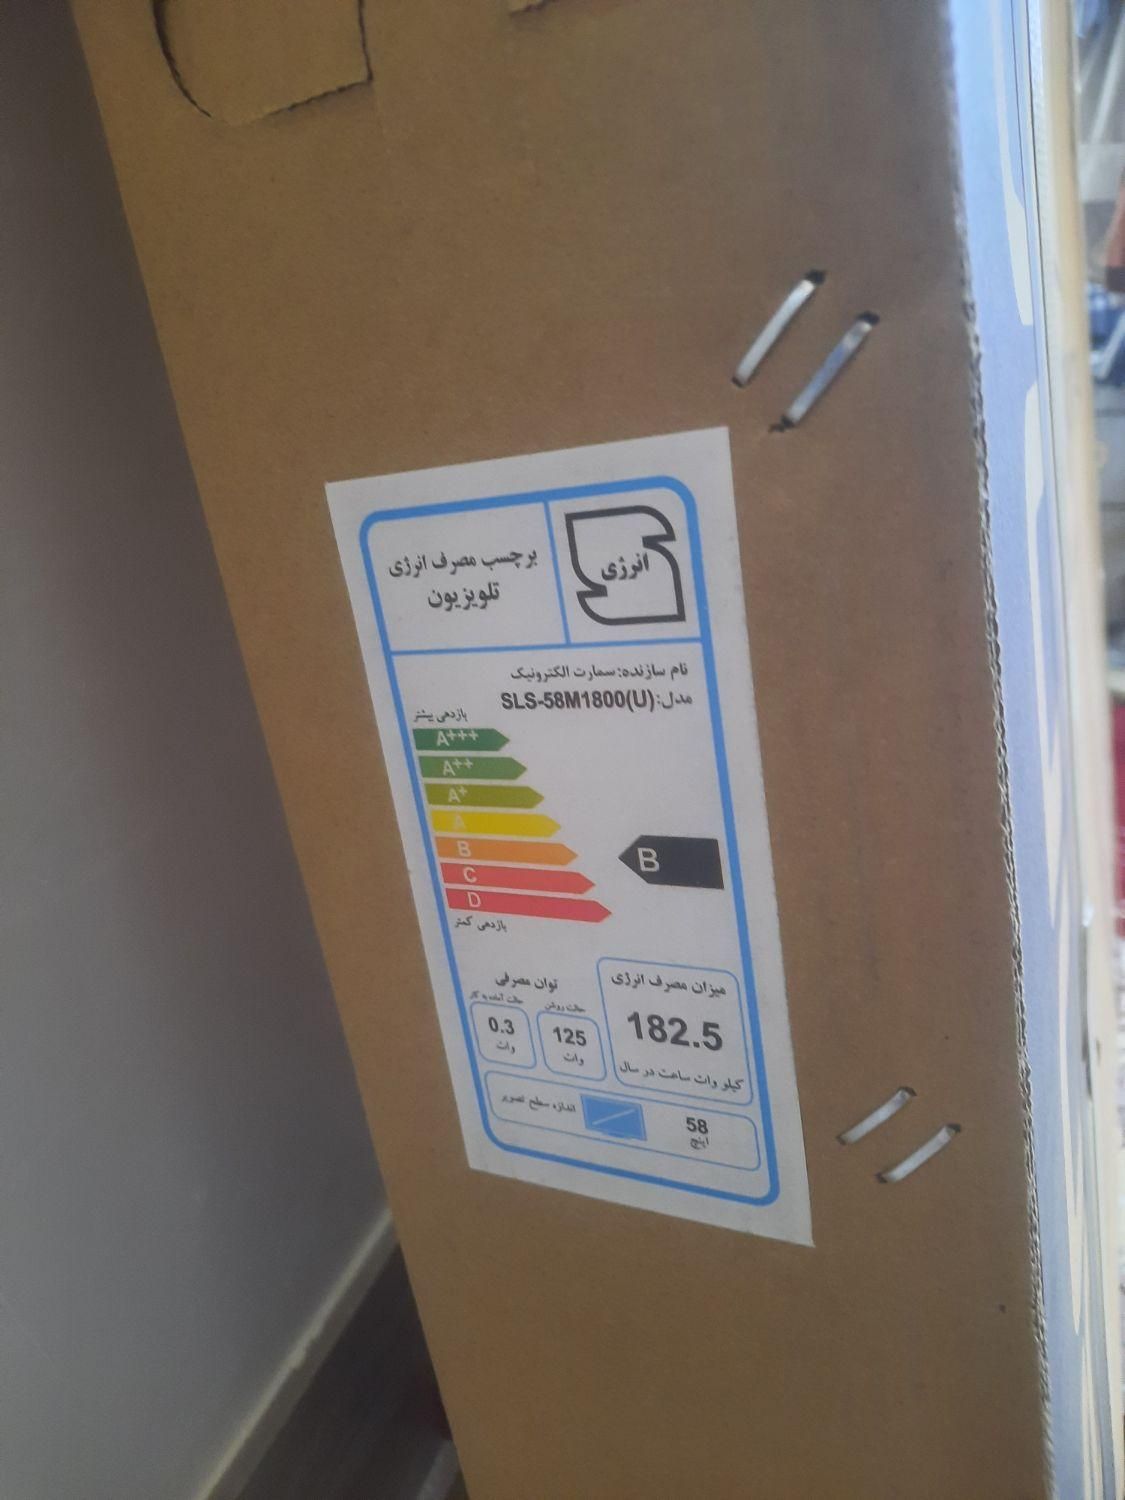 انرژی
برچسب مصرف انرژی
تلویزیون
نام سازنده:سمارت الکترونیک
مدل:SLS-58M1800(U)
بازدهی بیشتر
A+++
A++
A+
A
B
C
D
B
بازدهی کمتر
میزان مصرف انرژی
182.5
کیلو وات ساعت در سال
توان مصرفی
حالت روشن
125
وات
حالت آماده به کار
0.3
وات
58
اینچ
اندازه سطح تصویر